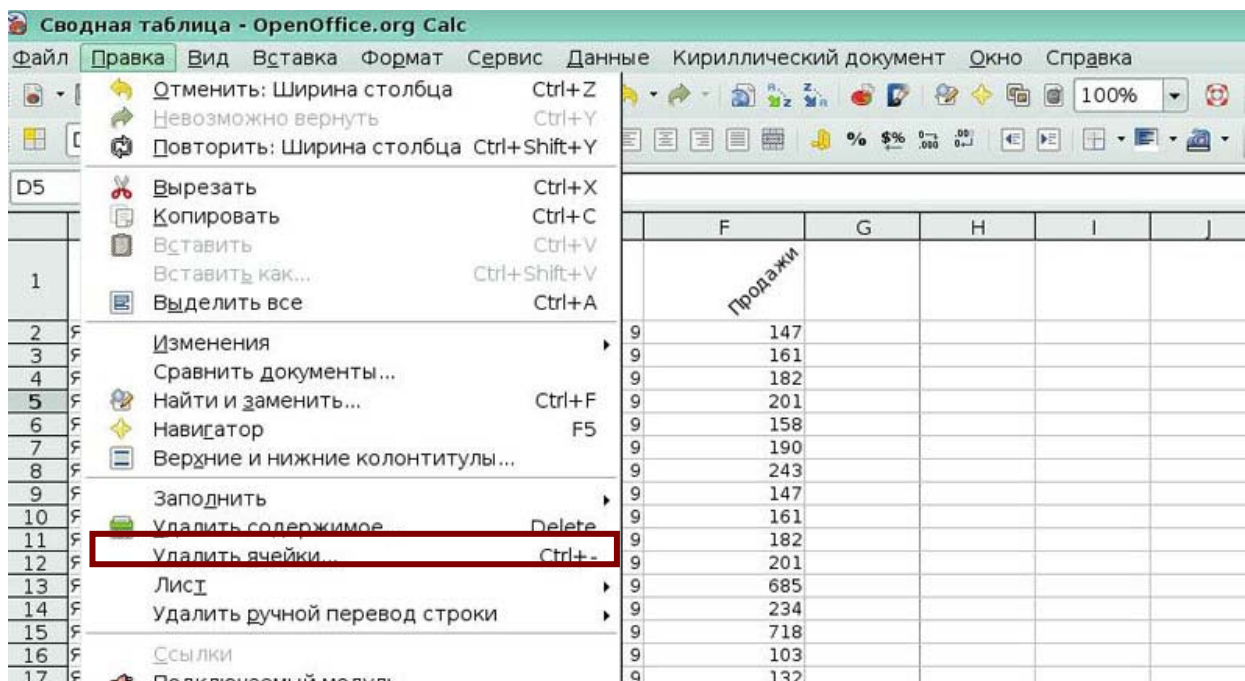 Сводная таблица - OpenOffice.org Calc
Файл Правка Вид Вставка Формат Сервис Данные Кириллический документ Окно Справка
100%
D5
Отменить: Ширина столбца Ctrl+Z
Невозможно вернуть Ctrl+Y
Повторить: Ширина столбца Ctrl+Shift+Y
Вырезать Ctrl+X
Копировать Ctrl+C
Вставить Ctrl+V
Вставить как... Ctrl+Shift+V
Выделить все Ctrl+A
Изменения
Сравнить документы...
Найти и заменить... Ctrl+F
Навигатор F5
Верхние и нижние колонтитулы...
Заполнить
Удалить содержимое... Delete
Удалить ячейки... Ctrl+-
Лист
Удалить ручной перевод строки
Ссылки
Подключаемый модуль
F G H I J
1 Продажи
2 Я 9 147
3 Я 9 161
4 Я 9 182
5 Я 9 201
6 Я 9 158
7 Я 9 190
8 Я 9 243
9 Я 9 147
10 Я 9 161
11 Я 9 182
12 Я 9 201
13 Я 9 685
14 Я 9 234
15 Я 9 718
16 Я 9 103
17 Я 9 132